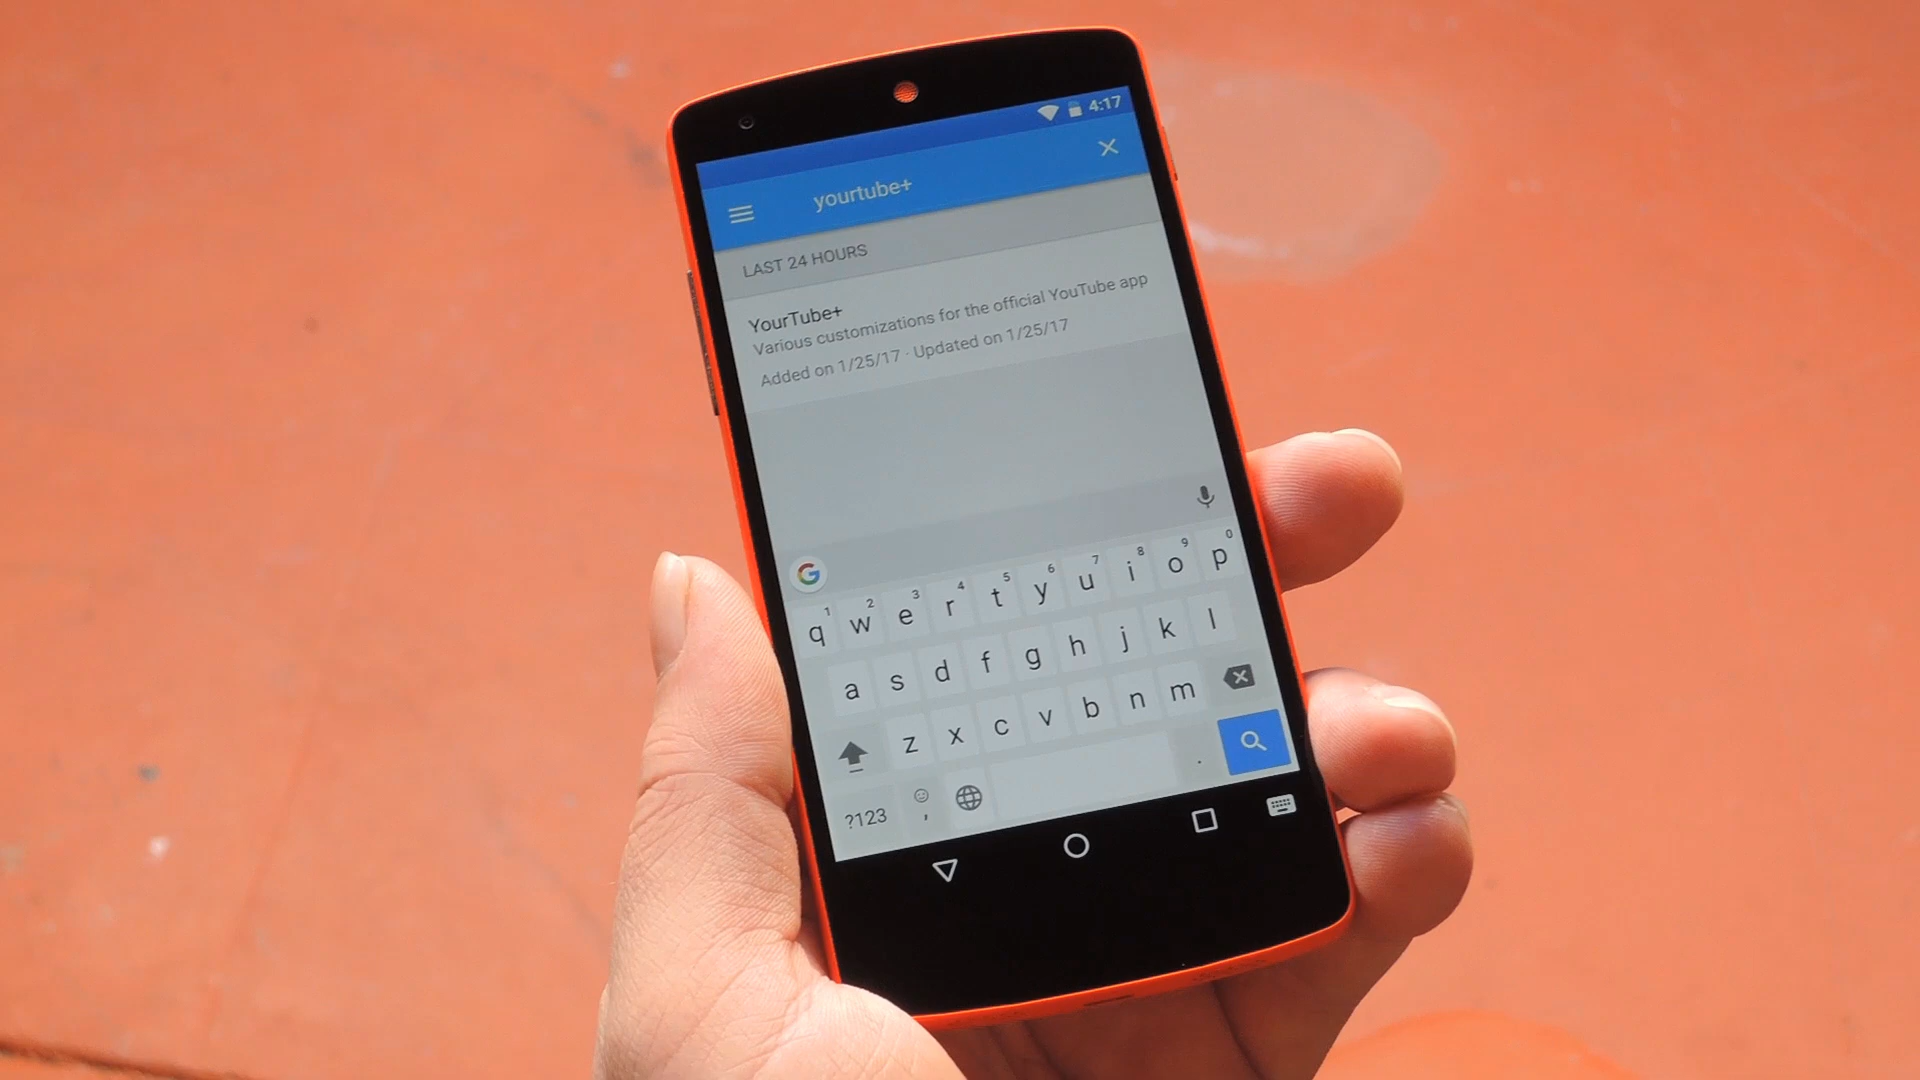 4:17
yourtube+
LAST 24 HOURS
YourTube+
Various customizations for the official YouTube app
Added on 1/25/17 · Updated on 1/25/17
G
1 2 3 4 5 6 7 8 9 0
q w e r t y u i o p
a s d f g h j k l
z x c v b n m
?123 , .